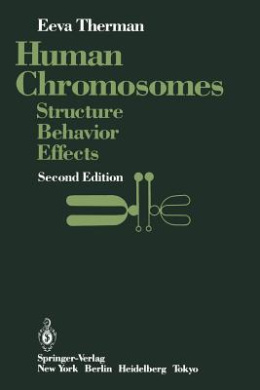 Eeva Therman
Human
Chromosomes
Structure
Behavior
Effects
Second Edition
Springer-Verlag
New York Berlin Heidelberg Tokyo